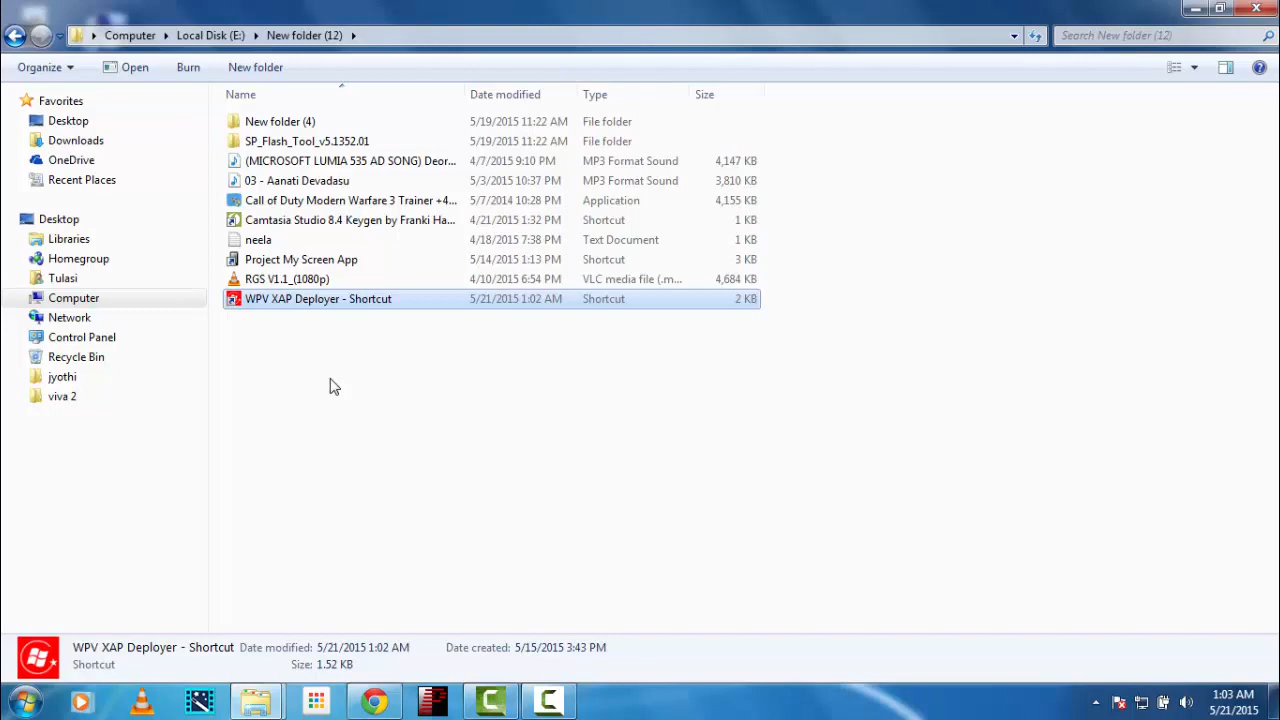 Computer Local Disk (E:) New folder (12) Search New folder (12)
Organize Open Burn New folder
Name Date modified Type Size
Favorites
Desktop
Downloads
OneDrive
Recent Places
Desktop
Libraries
Homegroup
Tulasi
Computer
Network
Control Panel
Recycle Bin
jyothi
viva 2
New folder (4) 5/19/2015 11:22 AM File folder
SP_Flash_Tool_v5.1352.01 5/19/2015 11:22 AM File folder
(MICROSOFT LUMIA 535 AD SONG) Deor... 4/7/2015 9:10 PM MP3 Format Sound 4,147 KB
03 - Aanati Devadasu 5/3/2015 10:37 PM MP3 Format Sound 3,810 KB
Call of Duty Modern Warfare 3 Trainer +4... 5/7/2014 10:28 PM Application 4,155 KB
Camtasia Studio 8.4 Keygen by Franki Ha... 4/21/2015 1:32 PM Shortcut 1 KB
neela 4/18/2015 7:38 PM Text Document 1 KB
Project My Screen App 5/14/2015 1:13 PM Shortcut 3 KB
RGS V1.1_(1080p) 4/10/2015 6:54 PM VLC media file (.m... 4,684 KB
WPV XAP Deployer - Shortcut 5/21/2015 1:02 AM Shortcut 2 KB
WPV XAP Deployer - Shortcut Date modified: 5/21/2015 1:02 AM Date created: 5/15/2015 3:43 PM
Shortcut Size: 1.52 KB
1:03 AM
5/21/2015